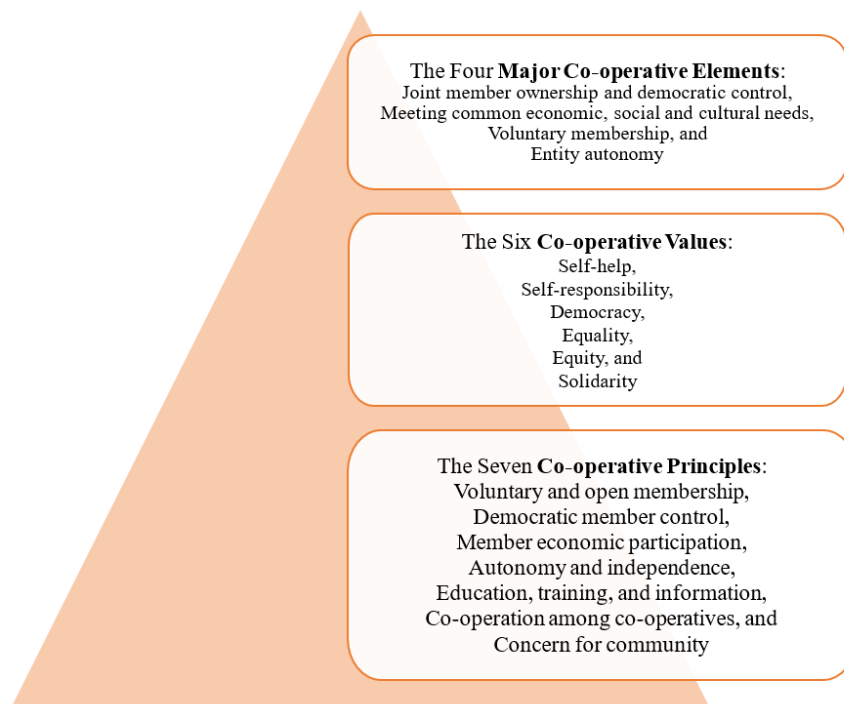 The Four Major Co-operative Elements:
Joint member ownership and democratic control,
Meeting common economic, social and cultural needs,
Voluntary membership, and
Entity autonomy
The Six Co-operative Values:
Self-help,
Self-responsibility,
Democracy,
Equality,
Equity, and
Solidarity
The Seven Co-operative Principles:
Voluntary and open membership,
Democratic member control,
Member economic participation,
Autonomy and independence,
Education, training, and information,
Co-operation among co-operatives, and
Concern for community